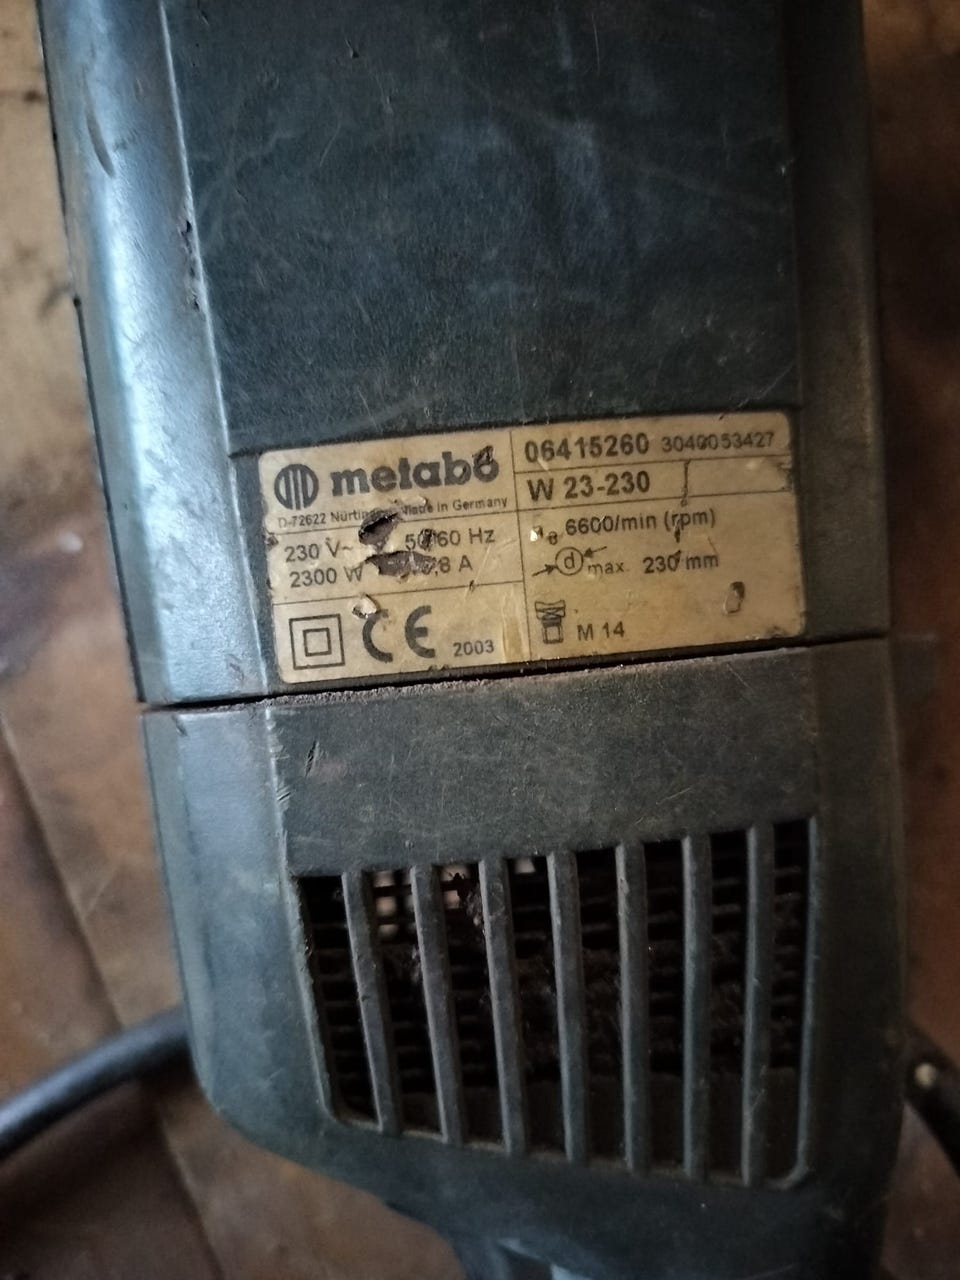 metabo
D-72622 Made in Germany
230 V~ 50/60 Hz
2300 W ,8 A
CE 2003
06415260 3040053427
W 23-230
6600/min (rpm)
d max. 230 mm
M 14